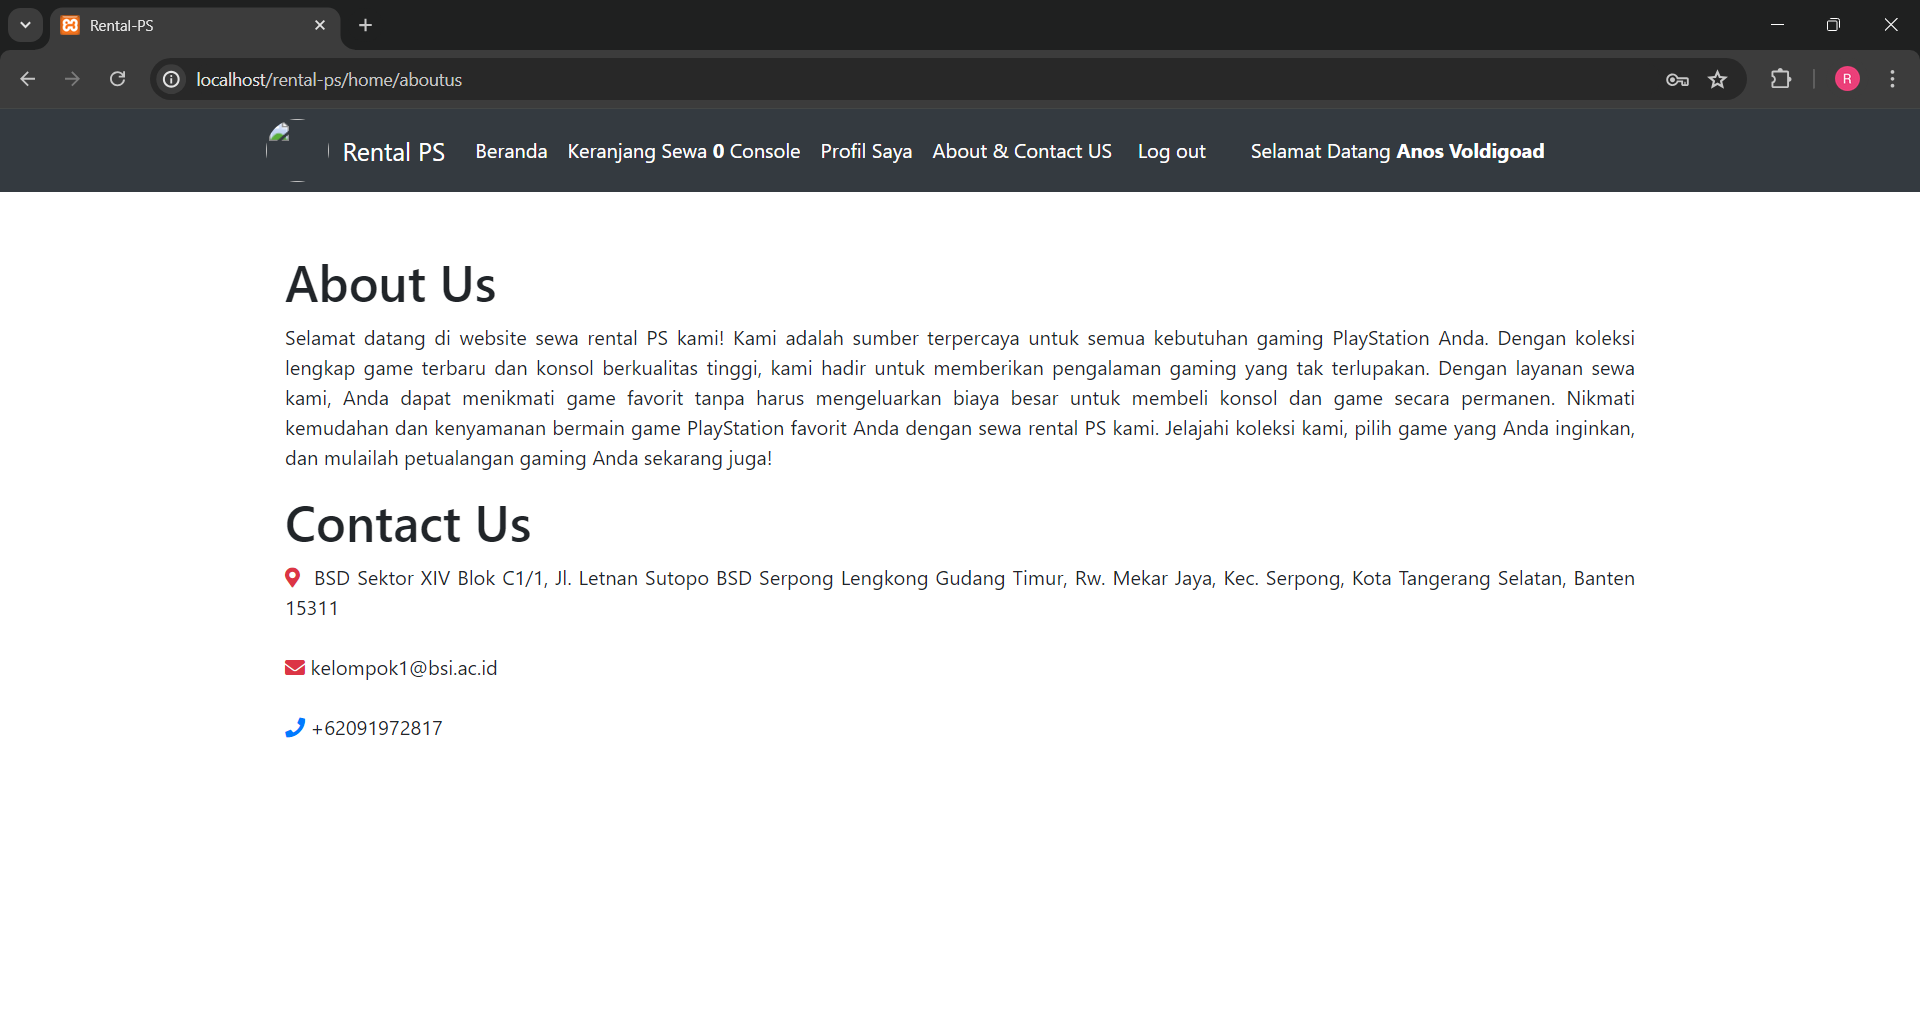 Rental-PS
localhost/rental-ps/home/aboutus
R
Rental PS Beranda Keranjang Sewa 0 Console Profil Saya About & Contact US Log out Selamat Datang Anos Voldigoad
About Us
Selamat datang di website sewa rental PS kami! Kami adalah sumber terpercaya untuk semua kebutuhan gaming PlayStation Anda. Dengan koleksi
lengkap game terbaru dan konsol berkualitas tinggi, kami hadir untuk memberikan pengalaman gaming yang tak terlupakan. Dengan layanan sewa
kami, Anda dapat menikmati game favorit tanpa harus mengeluarkan biaya besar untuk membeli konsol dan game secara permanen. Nikmati
kemudahan dan kenyamanan bermain game PlayStation favorit Anda dengan sewa rental PS kami. Jelajahi koleksi kami, pilih game yang Anda inginkan,
dan mulailah petualangan gaming Anda sekarang juga!
Contact Us
BSD Sektor XIV Blok C1/1, Jl. Letnan Sutopo BSD Serpong Lengkong Gudang Timur, Rw. Mekar Jaya, Kec. Serpong, Kota Tangerang Selatan, Banten
15311
kelompok1@bsi.ac.id
+62091972817